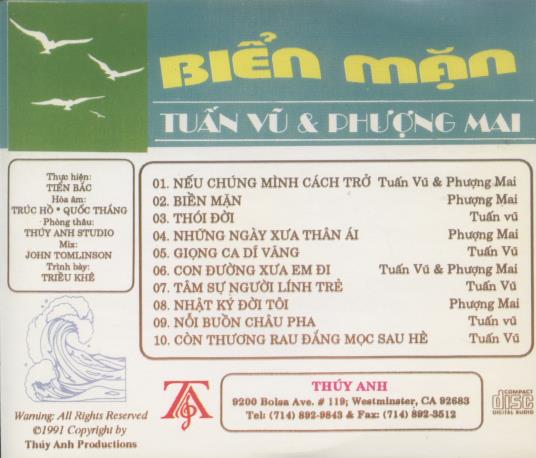 BIỂN MẶN
TUẤN VŨ & PHƯỢNG MAI
Thực hiện:
TIẾN BẮC
Hòa âm:
TRÚC HỒ * QUỐC THẮNG
Phòng thâu:
THÚY ANH STUDIO
Mix:
JOHN TOMLINSON
Trình bày:
TRIỀU KHÊ
01. NẾU CHÚNG MÌNH CÁCH TRỞ Tuấn Vũ & Phượng Mai
02. BIỂN MẶN Phượng Mai
03. THÓI ĐỜI Tuấn vũ
04. NHỮNG NGÀY XƯA THÂN ÁI Phượng Mai
05. GIỌNG CA DĨ VÃNG Tuấn Vũ
06. CON ĐƯỜNG XƯA EM ĐI Tuấn Vũ & Phượng Mai
07. TÂM SỰ NGƯỜI LÍNH TRẺ Tuấn Vũ
08. NHẬT KÝ ĐỜI TÔI Phượng Mai
09. NỖI BUỒN CHÂU PHA Tuấn vũ
10. CÒN THƯƠNG RAU ĐẮNG MỌC SAU HÈ Tuấn Vũ
Warning: All Rights Reserved
©1991 Copyright by
Thúy Anh Productions
TA
THÚY ANH
9200 Bolsa Ave. # 119; Westminster, CA 92683
Tel: (714) 892-9843 & Fax: (714) 892-3512
COMPACT
disc
DIGITAL AUDIO